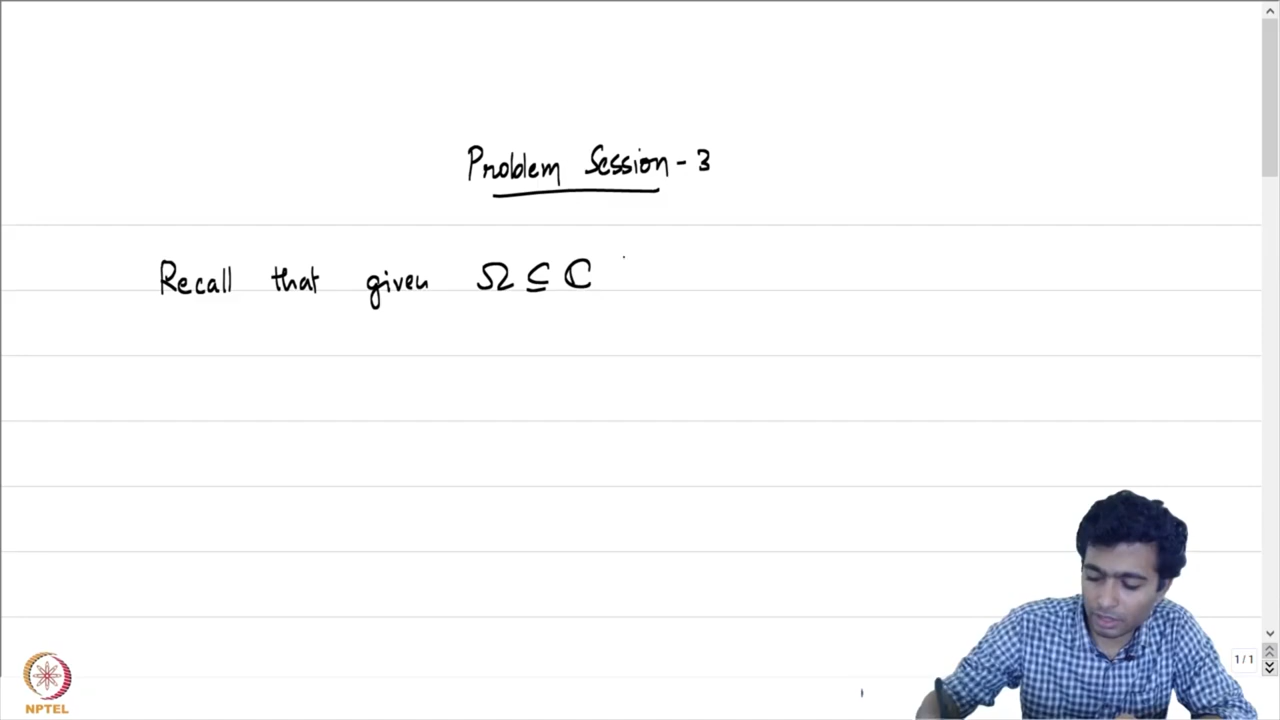 Problem Session - 3
Recall that given Ω ⊆ ℂ
1/1
NPTEL